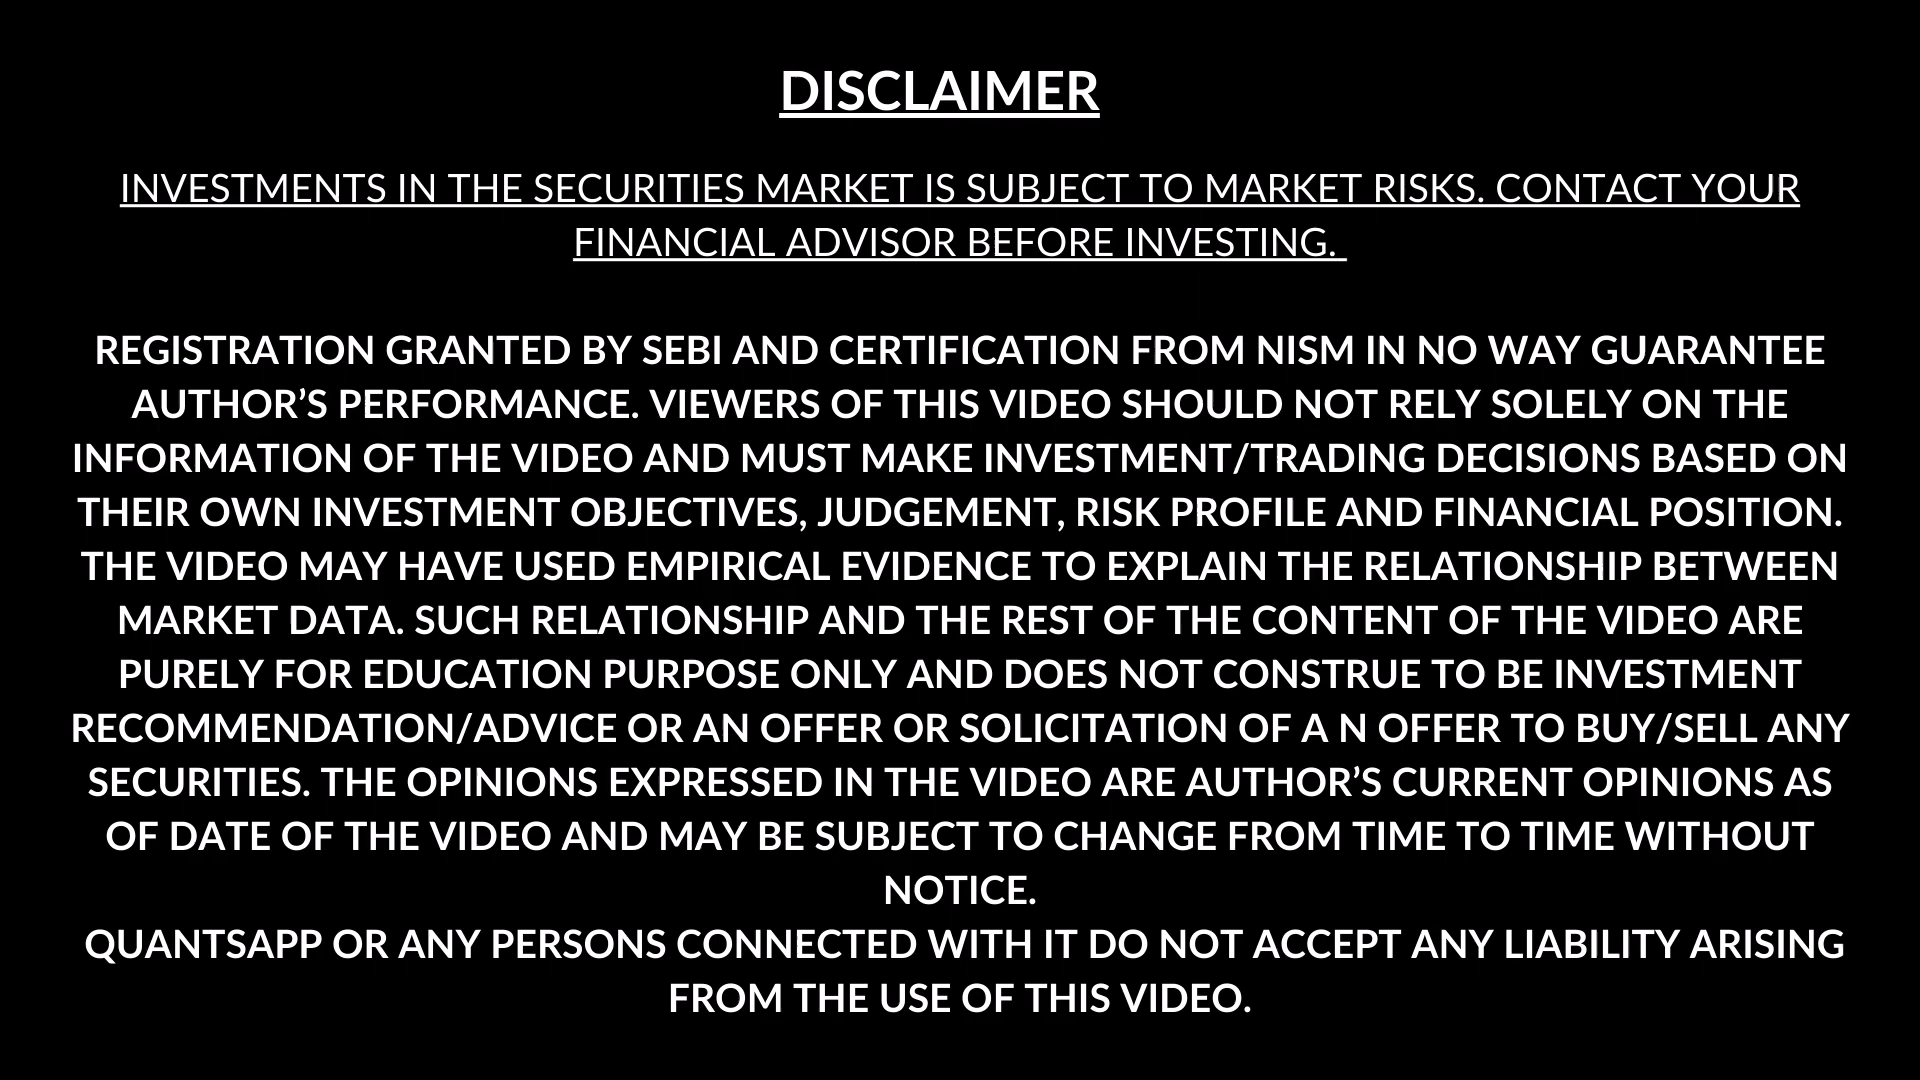 DISCLAIMER
INVESTMENTS IN THE SECURITIES MARKET IS SUBJECT TO MARKET RISKS. CONTACT YOUR
FINANCIAL ADVISOR BEFORE INVESTING.
REGISTRATION GRANTED BY SEBI AND CERTIFICATION FROM NISM IN NO WAY GUARANTEE
AUTHOR’S PERFORMANCE. VIEWERS OF THIS VIDEO SHOULD NOT RELY SOLELY ON THE
INFORMATION OF THE VIDEO AND MUST MAKE INVESTMENT/TRADING DECISIONS BASED ON
THEIR OWN INVESTMENT OBJECTIVES, JUDGEMENT, RISK PROFILE AND FINANCIAL POSITION.
THE VIDEO MAY HAVE USED EMPIRICAL EVIDENCE TO EXPLAIN THE RELATIONSHIP BETWEEN
MARKET DATA. SUCH RELATIONSHIP AND THE REST OF THE CONTENT OF THE VIDEO ARE
PURELY FOR EDUCATION PURPOSE ONLY AND DOES NOT CONSTRUE TO BE INVESTMENT
RECOMMENDATION/ADVICE OR AN OFFER OR SOLICITATION OF A N OFFER TO BUY/SELL ANY
SECURITIES. THE OPINIONS EXPRESSED IN THE VIDEO ARE AUTHOR’S CURRENT OPINIONS AS
OF DATE OF THE VIDEO AND MAY BE SUBJECT TO CHANGE FROM TIME TO TIME WITHOUT
NOTICE.
QUANTSAPP OR ANY PERSONS CONNECTED WITH IT DO NOT ACCEPT ANY LIABILITY ARISING
FROM THE USE OF THIS VIDEO.